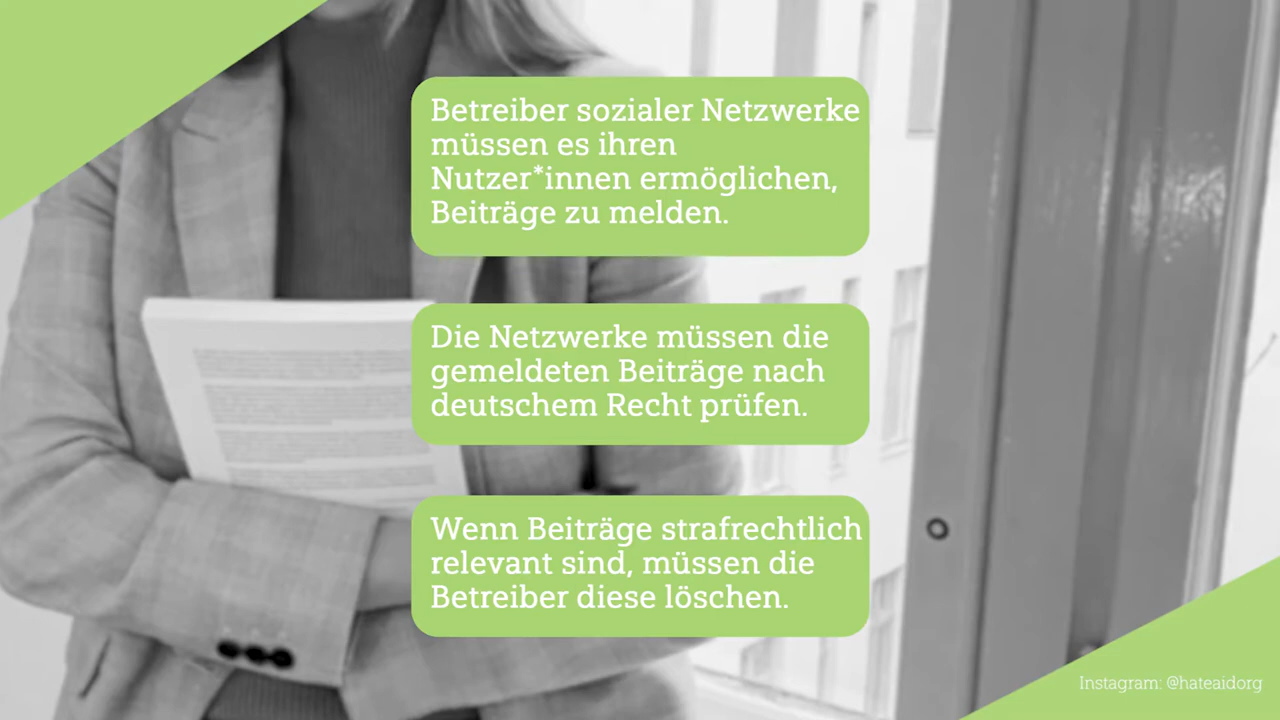 Betreiber sozialer Netzwerke
müssen es ihren
Nutzer*innen ermöglichen,
Beiträge zu melden.
Die Netzwerke müssen die
gemeldeten Beiträge nach
deutschem Recht prüfen.
Wenn Beiträge strafrechtlich
relevant sind, müssen die
Betreiber diese löschen.
Instagram: @hateaidorg